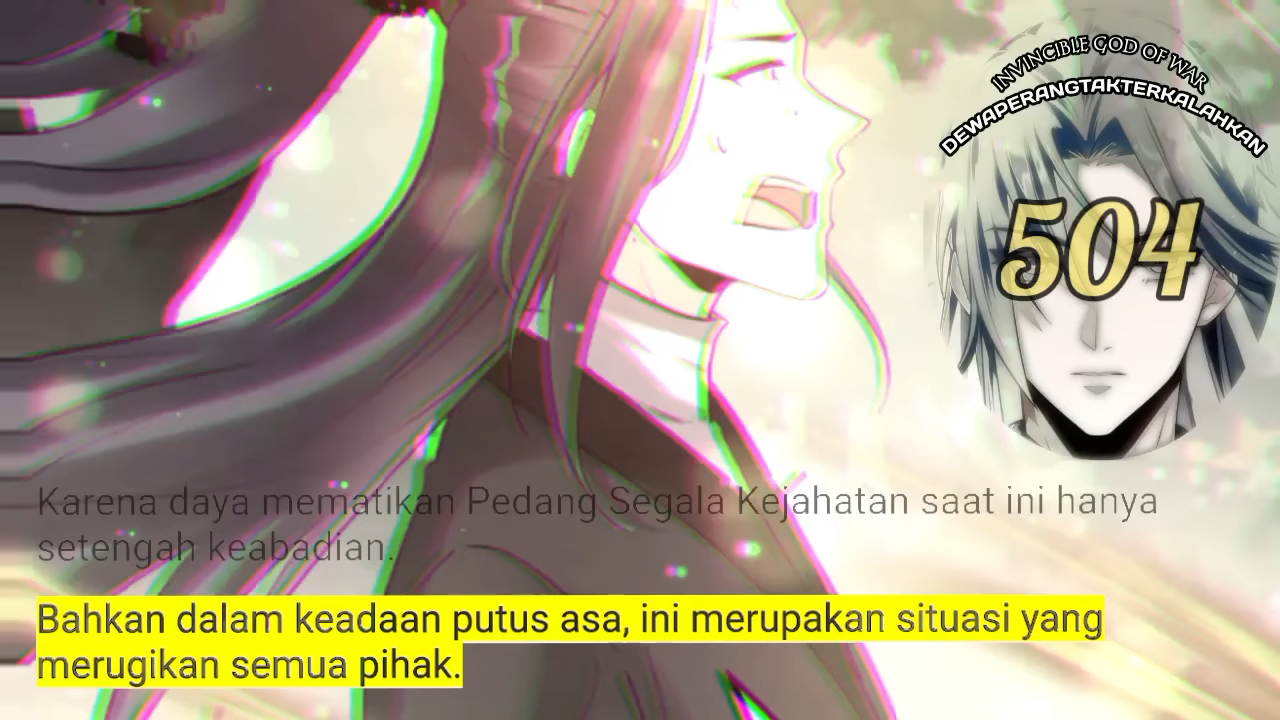 INVINCIBLE GOD OF WAR
DEWAPERANGTAKTERKALAHKAN
504
Karena daya mematikan Pedang Segala Kejahatan saat ini hanya
setengah keabadian.
Bahkan dalam keadaan putus asa, ini merupakan situasi yang
merugikan semua pihak.